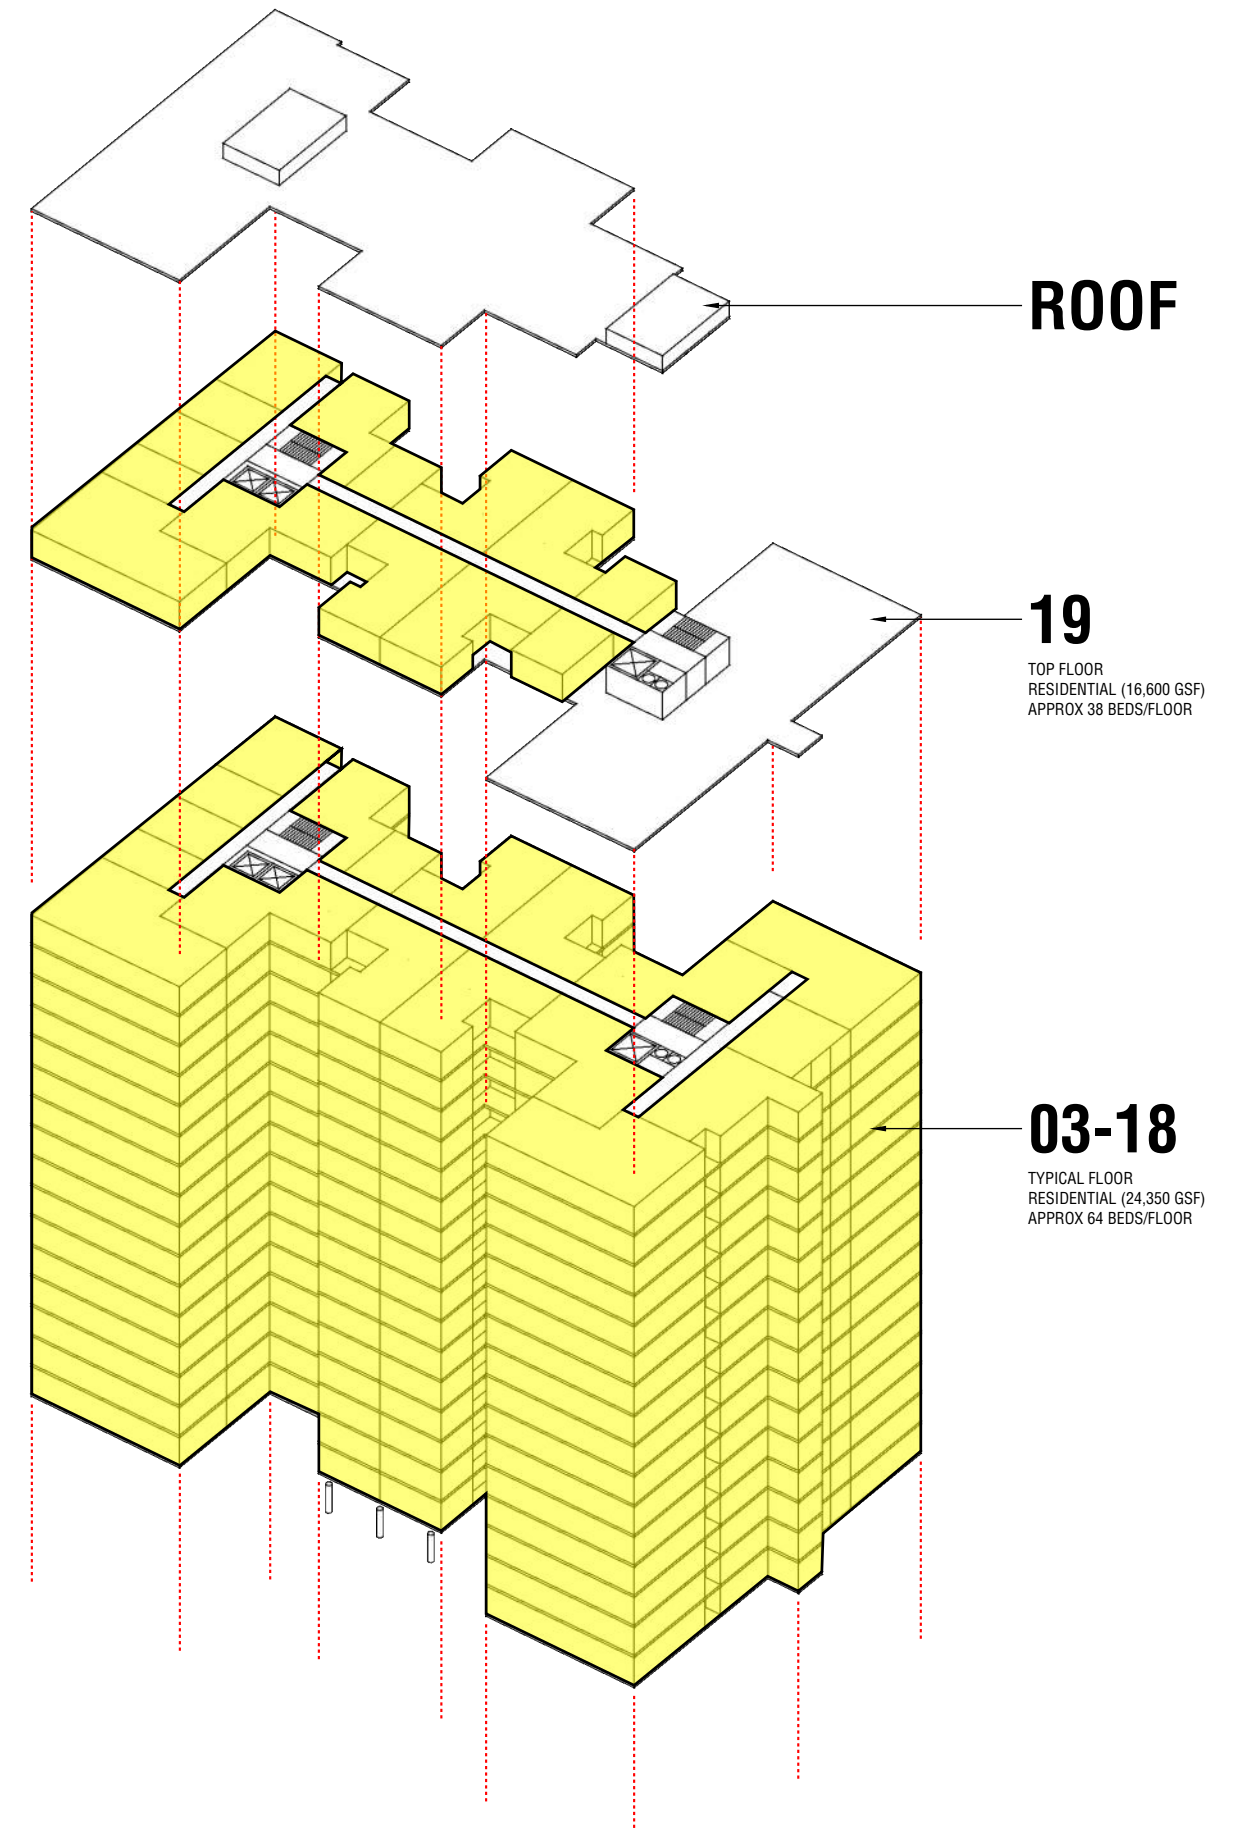 ROOF
19
TOP FLOOR
RESIDENTIAL (16,600 GSF)
APPROX 38 BEDS/FLOOR
03-18
TYPICAL FLOOR
RESIDENTIAL (24,350 GSF)
APPROX 64 BEDS/FLOOR